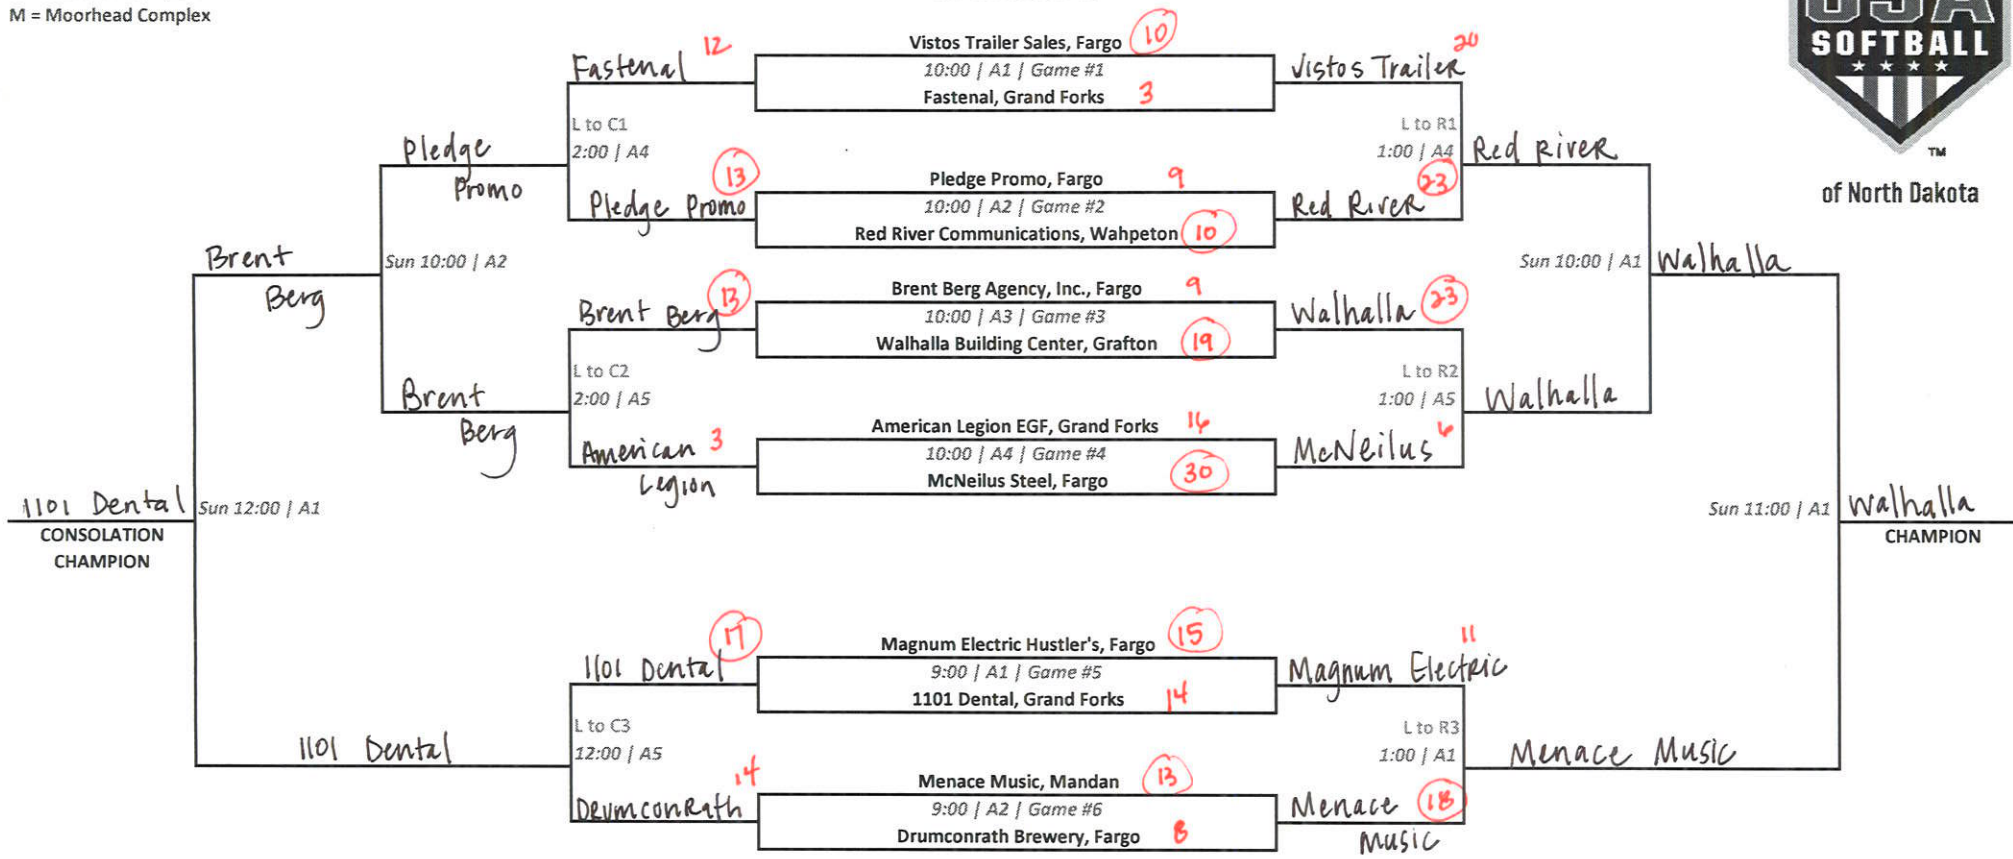 M = Moorhead Complex
USA
SOFTBALL
TM
of North Dakota
Fastenal 12
Vistos Trailer Sales, Fargo 10
10:00 | A1 | Game #1
Fastenal, Grand Forks 3
Vistos Trailer 20
L to C1
2:00 | A4
L to R1
1:00 | A4
Pledge
Promo
Red River
Pledge Promo 13
Pledge Promo, Fargo 9
10:00 | A2 | Game #2
Red River Communications, Wahpeton 10
Red River 23
Brent
Berg
Sun 10:00 | A2
Sun 10:00 | A1
Walhalla
Brent Berg 13
Brent Berg Agency, Inc., Fargo 9
10:00 | A3 | Game #3
Walhalla Building Center, Grafton 19
Walhalla 23
L to C2
2:00 | A5
L to R2
1:00 | A5
Brent
Berg
Walhalla
American 3
Legion
American Legion EGF, Grand Forks 16
10:00 | A4 | Game #4
McNeilus Steel, Fargo 30
McNeilus 6
1101 Dental
CONSOLATION
CHAMPION
Sun 12:00 | A1
Sun 11:00 | A1
Walhalla
CHAMPION
1101 Dental 17
Magnum Electric Hustler's, Fargo 15
9:00 | A1 | Game #5
1101 Dental, Grand Forks 14
Magnum Electric 11
L to C3
12:00 | A5
L to R3
1:00 | A1
1101 Dental
Menace Music
Drumconrath 14
Menace Music, Mandan 13
9:00 | A2 | Game #6
Drumconrath Brewery, Fargo 8
Menace 18
Music